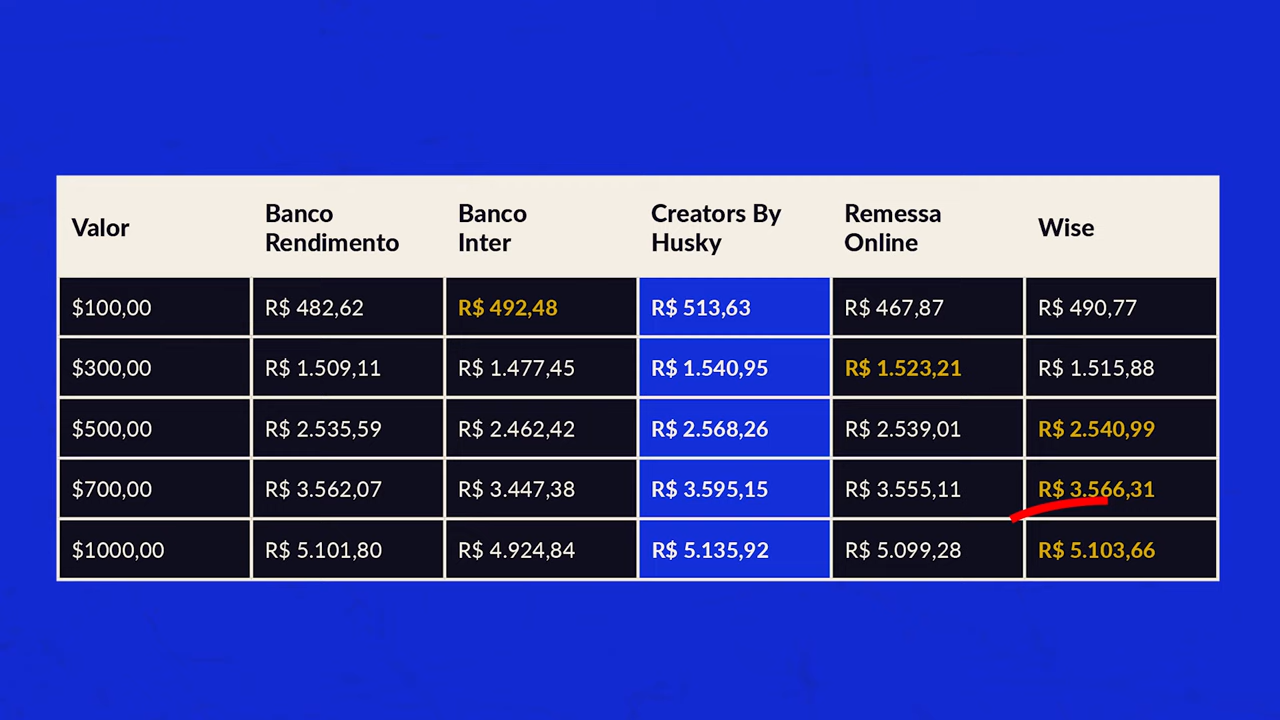 Valor Banco Rendimento Banco Inter Creators By Husky Remessa Online Wise
$100,00 R$ 482,62 R$ 492,48 R$ 513,63 R$ 467,87 R$ 490,77
$300,00 R$ 1.509,11 R$ 1.477,45 R$ 1.540,95 R$ 1.523,21 R$ 1.515,88
$500,00 R$ 2.535,59 R$ 2.462,42 R$ 2.568,26 R$ 2.539,01 R$ 2.540,99
$700,00 R$ 3.562,07 R$ 3.447,38 R$ 3.595,15 R$ 3.555,11 R$ 3.566,31
$1000,00 R$ 5.101,80 R$ 4.924,84 R$ 5.135,92 R$ 5.099,28 R$ 5.103,66